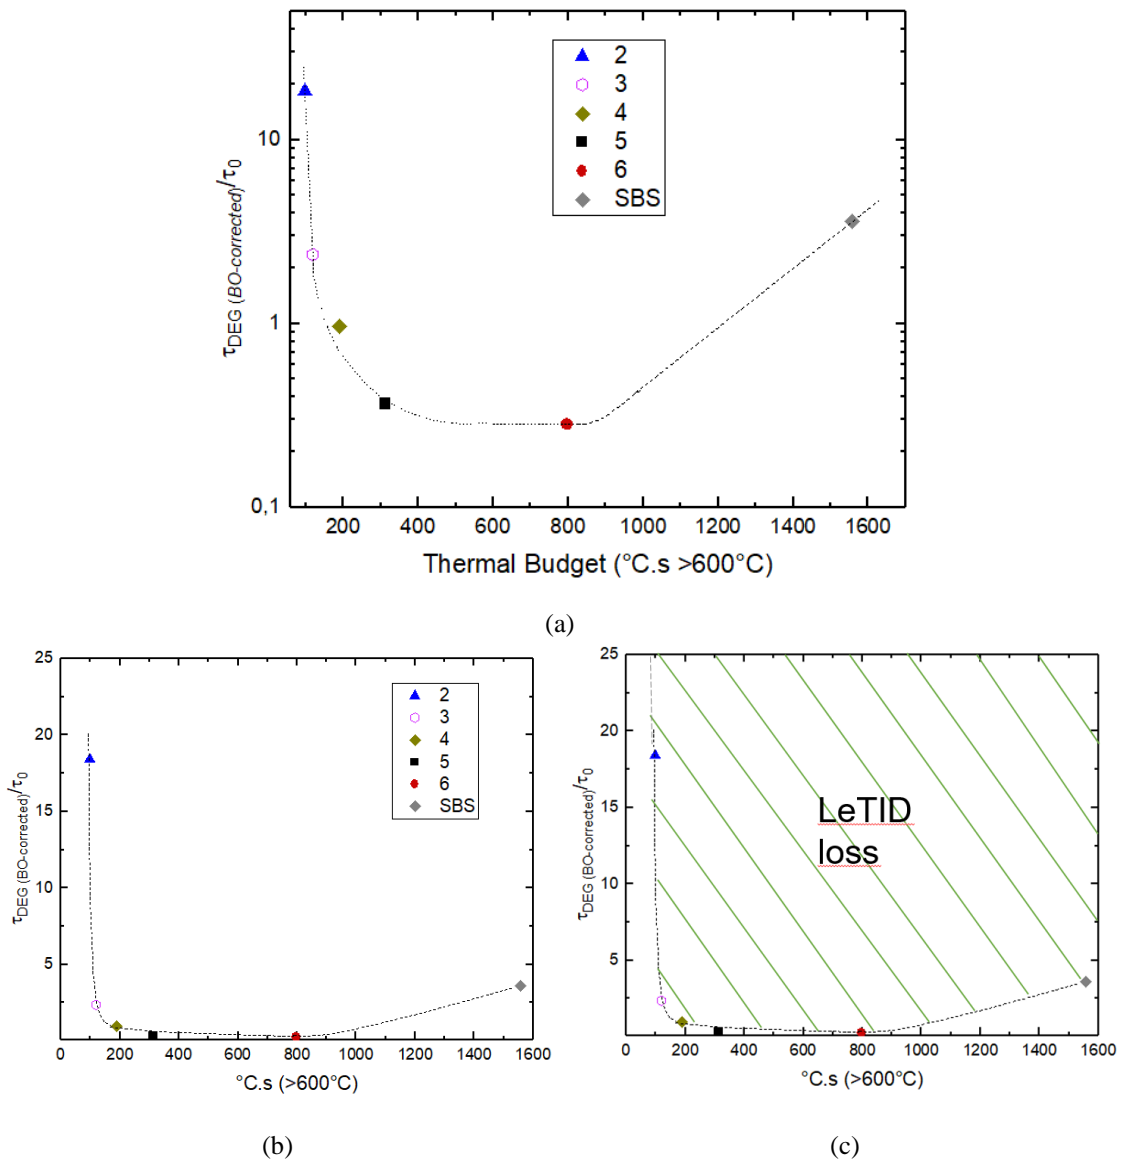 2
3
4
5
6
SBS
10
1
0,1
τDEG (BO-corrected)/τ0
200 400 600 800 1000 1200 1400 1600
Thermal Budget (°C.s >600°C)
(a)
25
20
15
10
5
τDEG (BO-corrected)/τ0
2
3
4
5
6
SBS
0 200 400 600 800 1000 1200 1400 1600
°C.s (>600°C)
(b)
25
20
15
10
5
τDEG (BO-corrected)/τ0
LeTID
loss
0 200 400 600 800 1000 1200 1400 1600
°C.s (>600°C)
(c)